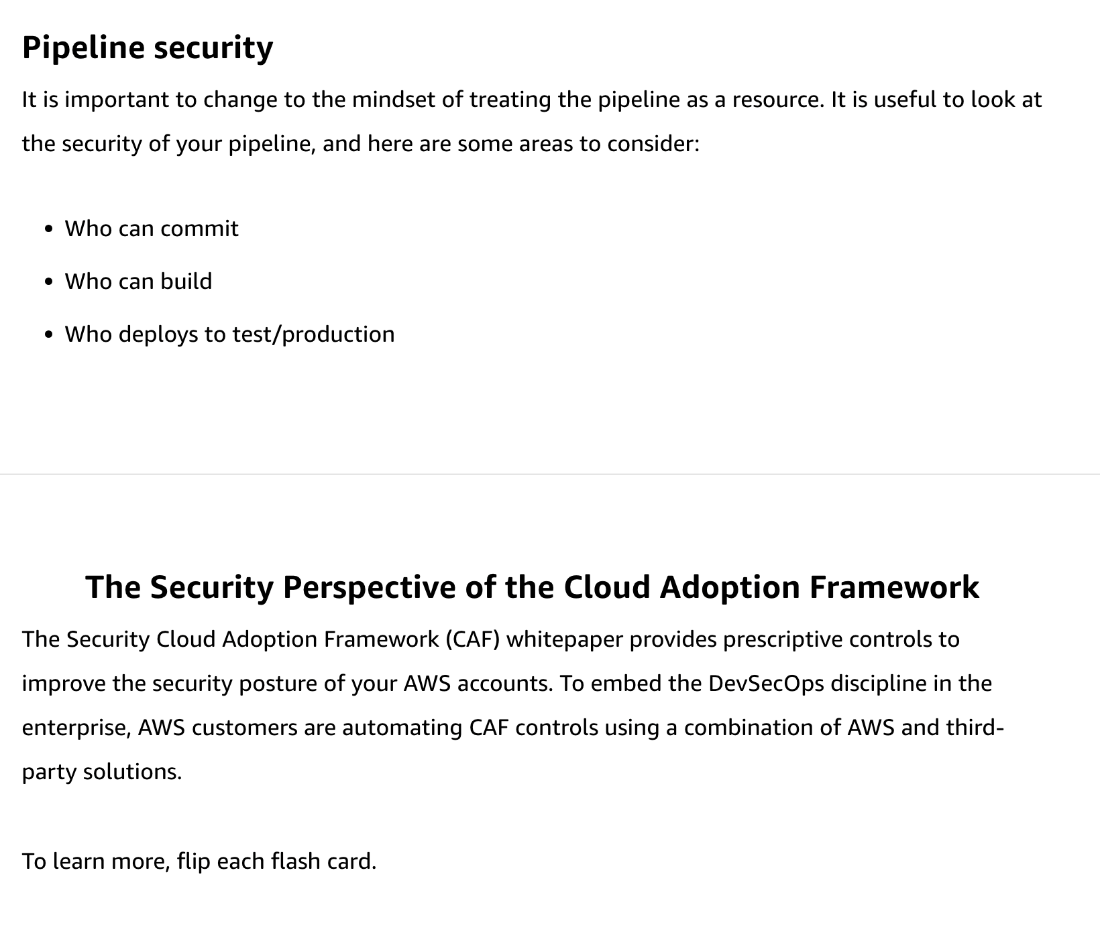 Pipeline security
It is important to change to the mindset of treating the pipeline as a resource. It is useful to look at
the security of your pipeline, and here are some areas to consider:
• Who can commit
• Who can build
• Who deploys to test/production
The Security Perspective of the Cloud Adoption Framework
The Security Cloud Adoption Framework (CAF) whitepaper provides prescriptive controls to
improve the security posture of your AWS accounts. To embed the DevSecOps discipline in the
enterprise, AWS customers are automating CAF controls using a combination of AWS and third-
party solutions.
To learn more, flip each flash card.